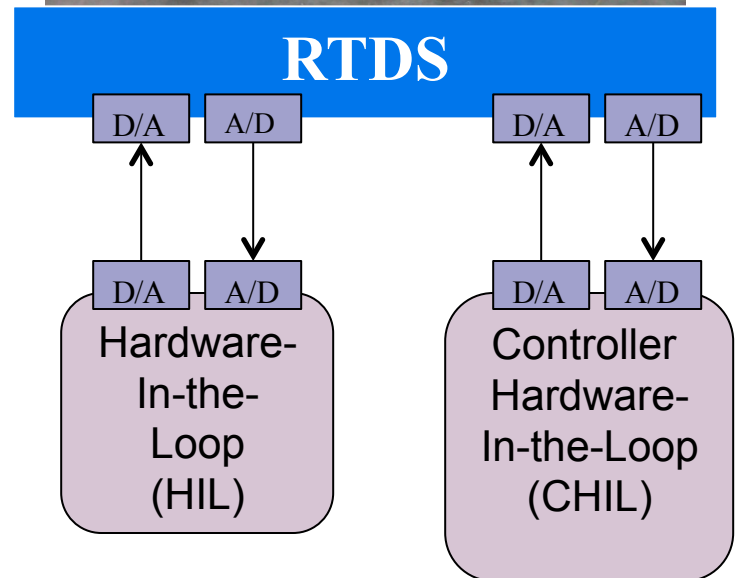 RTDS
D/A A/D D/A A/D
D/A A/D D/A A/D
Hardware-
In-the-
Loop
(HIL)
Controller
Hardware-
In-the-Loop
(CHIL)